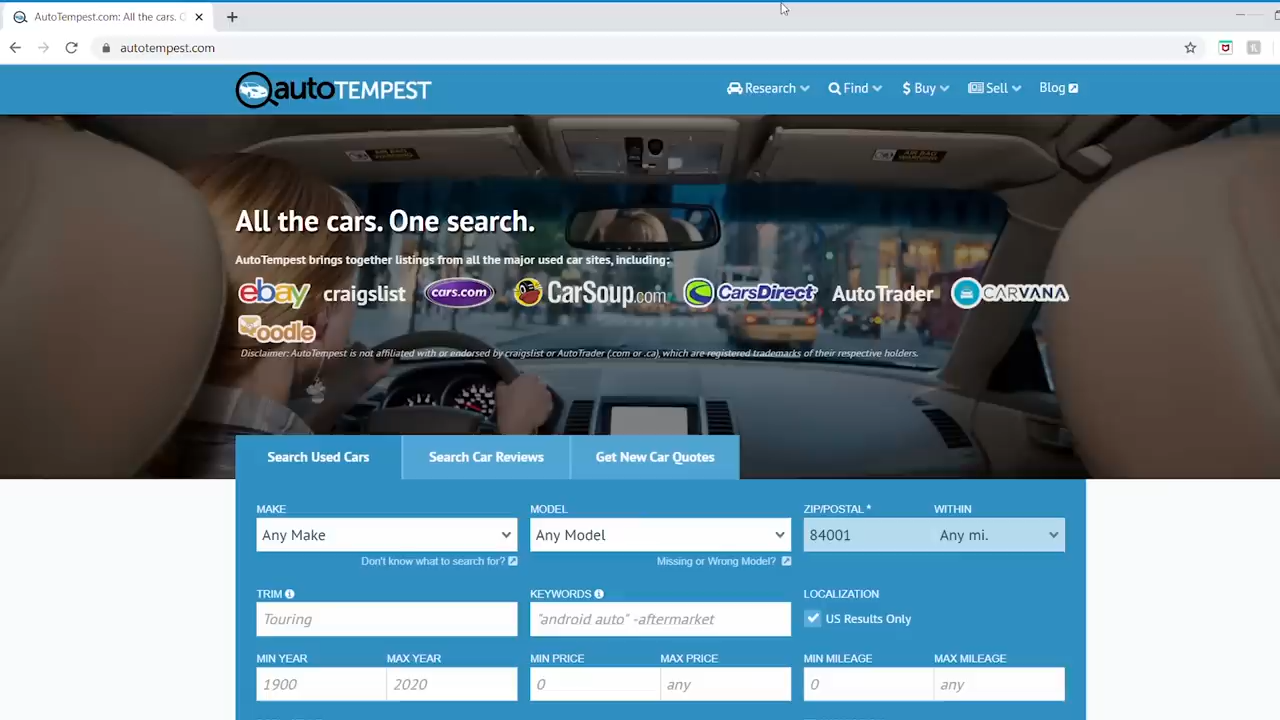 AutoTempest.com: All the cars.
autotempest.com
autoTEMPEST
Research
Find
$ Buy
Sell
Blog
AIR BAG WARNING
AIR BAG WARNING
All the cars. One search.
AutoTempest brings together listings from all the major used car sites, including:
ebay craigslist cars.com CarSoup.com CarsDirect AutoTrader CARVANA
oodle
Disclaimer: AutoTempest is not affiliated with or endorsed by craigslist or AutoTrader (.com or .ca), which are registered trademarks of their respective holders.
Search Used Cars
Search Car Reviews
Get New Car Quotes
MAKE
MODEL
ZIP/POSTAL *
WITHIN
Any Make
Any Model
84001
Any mi.
Don't know what to search for?
Missing or Wrong Model?
TRIM
KEYWORDS
LOCALIZATION
Touring
"android auto" -aftermarket
US Results Only
MIN YEAR
MAX YEAR
MIN PRICE
MAX PRICE
MIN MILEAGE
MAX MILEAGE
1900
2020
0
any
0
any